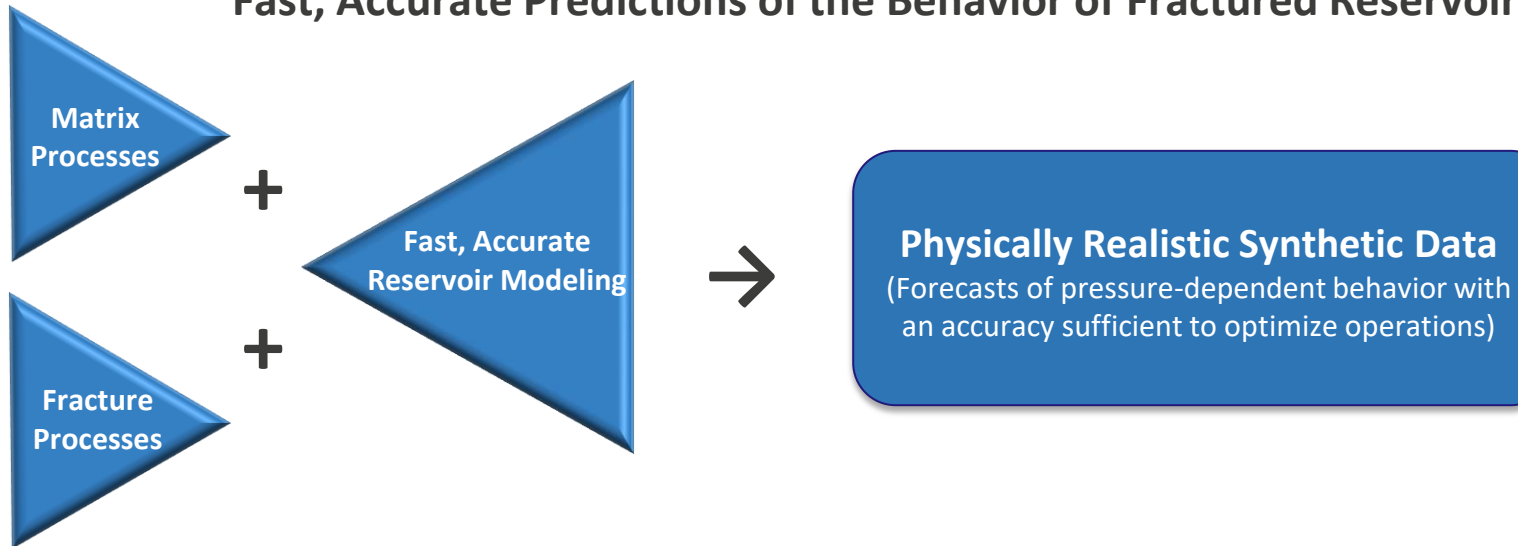 Fast, Accurate Predictions of the Behavior of Fractured Reservoir
Matrix
Processes
+
Fast, Accurate
Reservoir Modeling
→
Physically Realistic Synthetic Data
(Forecasts of pressure-dependent behavior with
an accuracy sufficient to optimize operations)
+
Fracture
Processes